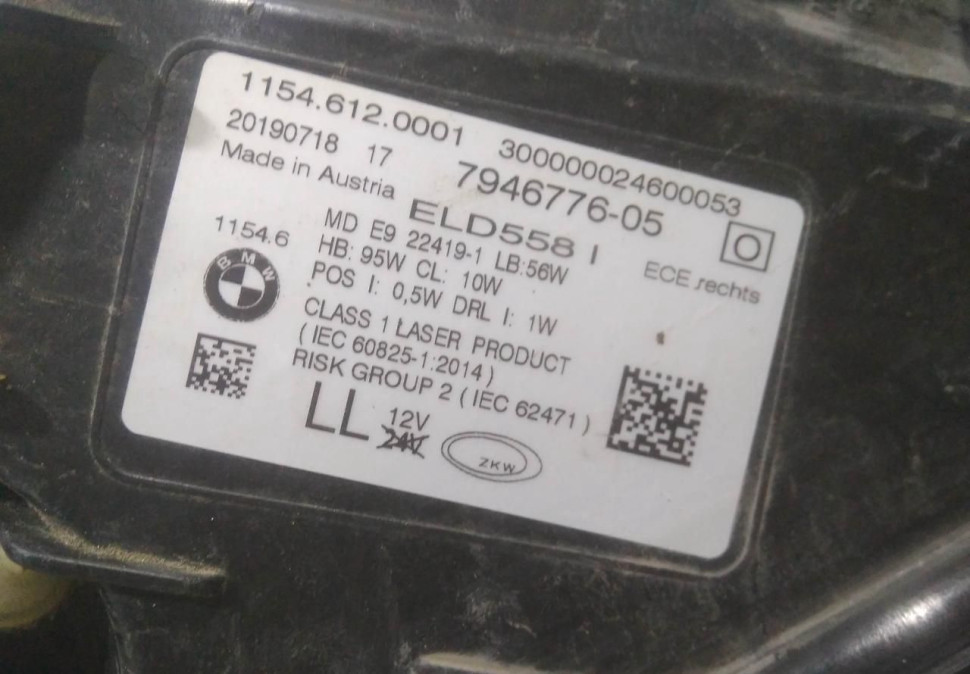 1154.612.0001 30000002460​0053
20190718 17 7946776-05
Made in Austria ELD558 I
O
ECE rechts
1154.6
BMW
MD E9 22419-1 LB:56W
HB: 95W CL: 10W
POS I: 0,5W DRL I: 1W
CLASS 1 LASER PRODUCT
( IEC 60825-1:2014 )
RISK GROUP 2 ( IEC 62471 )
LL 12V
24V
ZKW